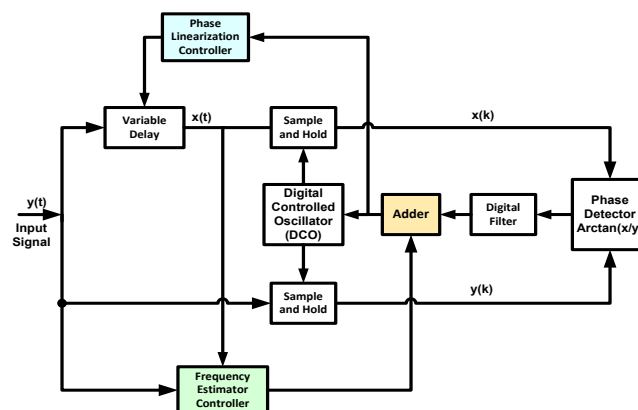 Phase
Linearization
Controller
Variable
Delay
x(t)
Sample
and Hold
x(k)
y(t)
Input
Signal
Digital
Controlled
Oscillator
(DCO)
Adder
Digital
Filter
Phase
Detector
Arctan(x/y
Sample
and Hold
y(k)
Frequency
Estimator
Controller